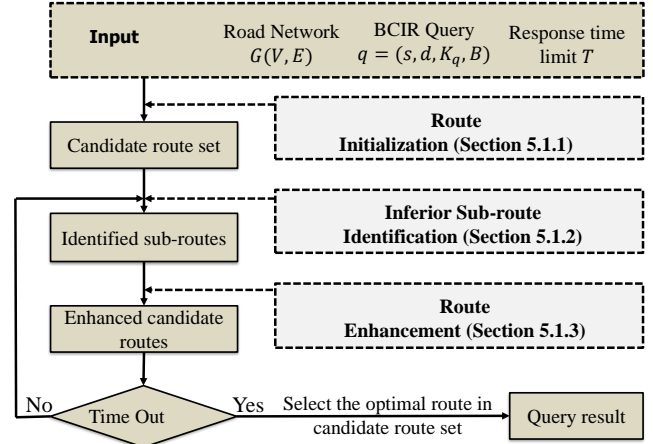 Input
Road Network
G(V, E)
BCIR Query
q = (s, d, K_q, B)
Response time
limit T
Route
Initialization (Section 5.1.1)
Candidate route set
Inferior Sub-route
Identification (Section 5.1.2)
Identified sub-routes
Route
Enhancement (Section 5.1.3)
Enhanced candidate
routes
No
Time Out
Yes
Select the optimal route in
candidate route set
Query result